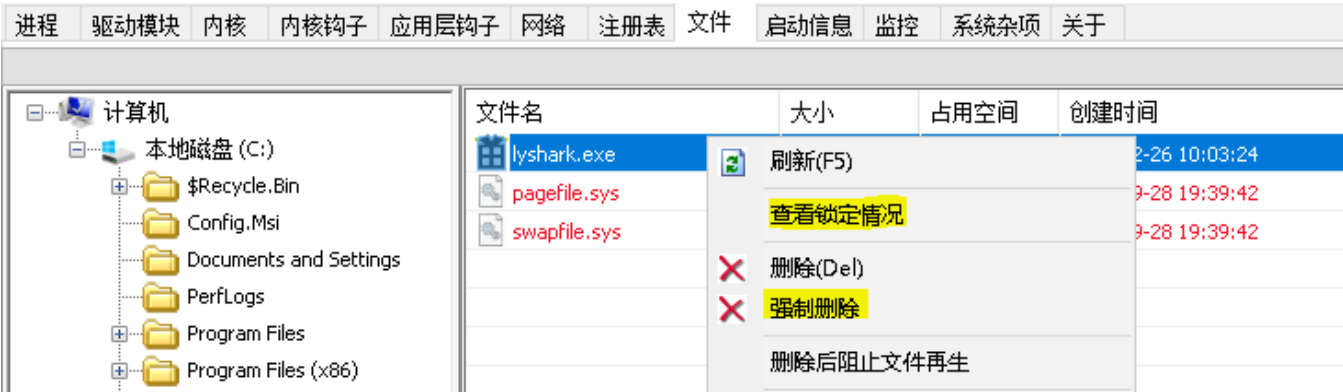 进程 驱动模块 内核 内核钩子 应用层钩子 网络 注册表 文件 启动信息 监控 系统杂项 关于
计算机
本地磁盘 (C:)
$Recycle.Bin
Config.Msi
Documents and Settings
PerfLogs
Program Files
Program Files (x86)
文件名 大小 占用空间 创建时间
lyshark.exe 2-26 10:03:24
pagefile.sys 9-28 19:39:42
swapfile.sys 9-28 19:39:42
刷新(F5)
查看锁定情况
删除(Del)
强制删除
删除后阻止文件再生